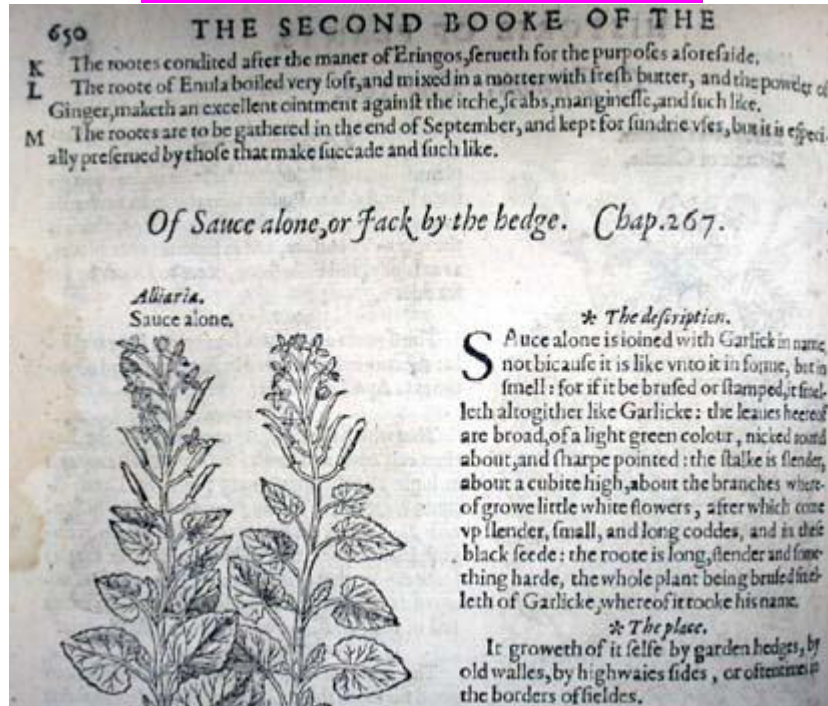 650 THE SECOND BOOKE OF THE
K The rootes condited after the maner of Eringos, ſerueth for the purpoſes aforeſaide.
L The roote of Enula boiled very ſoft, and mixed in a morter with freſh butter, and the powder of
Ginger, maketh an excellent ointment againſt the itche, ſcabs, mangineſſe, and ſuch like.
M The rootes are to be gathered in the end of September, and kept for ſundrie vſes, but it is eſpeci-
ally preſerued by thoſe that make ſuccade and ſuch like.
Of Sauce alone, or Jack by the hedge. Chap. 267.
Alliaria.
Sauce alone.
* The deſcription.
SAuce alone is ioined with Garlick in name,
not bicauſe it is like vnto it in forme, but in
ſmell: for if it be bruſed or ſtamped, it ſmel-
leth altogither like Garlicke: the leaues heereof
are broad, of a light green colour, nicked round
about, and ſharpe pointed: the ſtalke is ſlender,
about a cubite high, about the branches where-
of growe little white flowers, after which come
vp ſlender, ſmall, and long coddes, and in theſe
black ſeede: the roote is long, ſlender and ſome-
thing harde, the whole plant being bruſed ſmel-
leth of Garlicke, whereof it tooke his name.
* The place.
It groweth of it ſelfe by garden hedges, by
old walles, by highwaies ſides, or oftentimes in
the borders of fieldes.